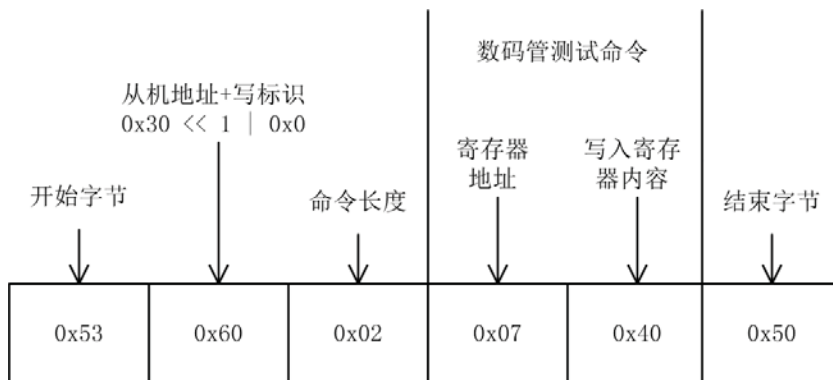 数码管测试命令
从机地址+写标识
0x30 << 1 | 0x0
寄存器
地址
写入寄存
器内容
开始字节
命令长度
结束字节
0x53
0x60
0x02
0x07
0x40
0x50